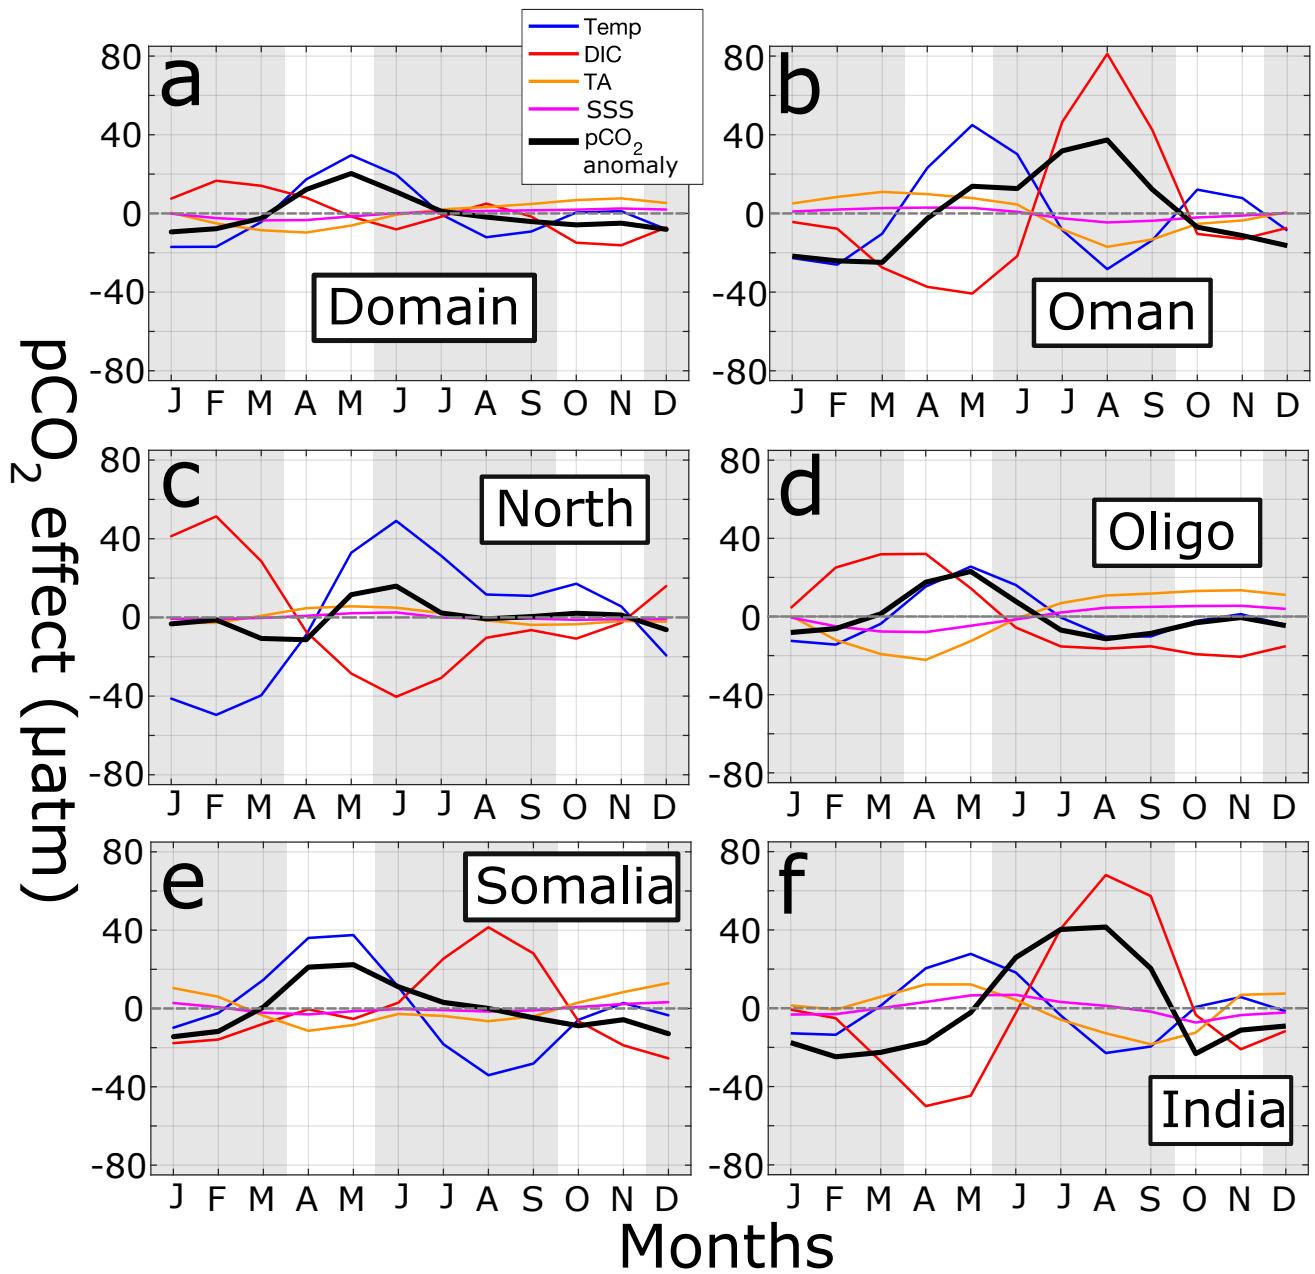 Temp
DIC
TA
SSS
pCO₂
anomaly
a
80
40
0
-40
-80
Domain
J F M A M J J A S O N D
b
80
40
0
-40
-80
Oman
J F M A M J J A S O N D
c
80
40
0
-40
-80
North
J F M A M J J A S O N D
d
80
40
0
-40
-80
Oligo
J F M A M J J A S O N D
e
80
40
0
-40
-80
Somalia
J F M A M J J A S O N D
f
80
40
0
-40
-80
India
J F M A M J J A S O N D
pCO₂ effect (µatm)
Months